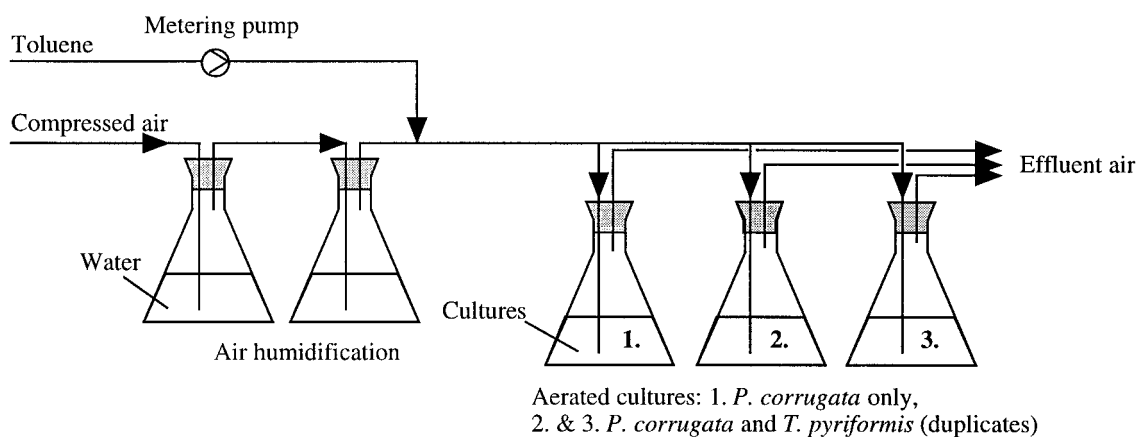 Metering pump
Toluene
Compressed air
Effluent air
Water
Cultures
1.
2.
3.
Air humidification
Aerated cultures: 1. P. corrugata only,
2. & 3. P. corrugata and T. pyriformis (duplicates)